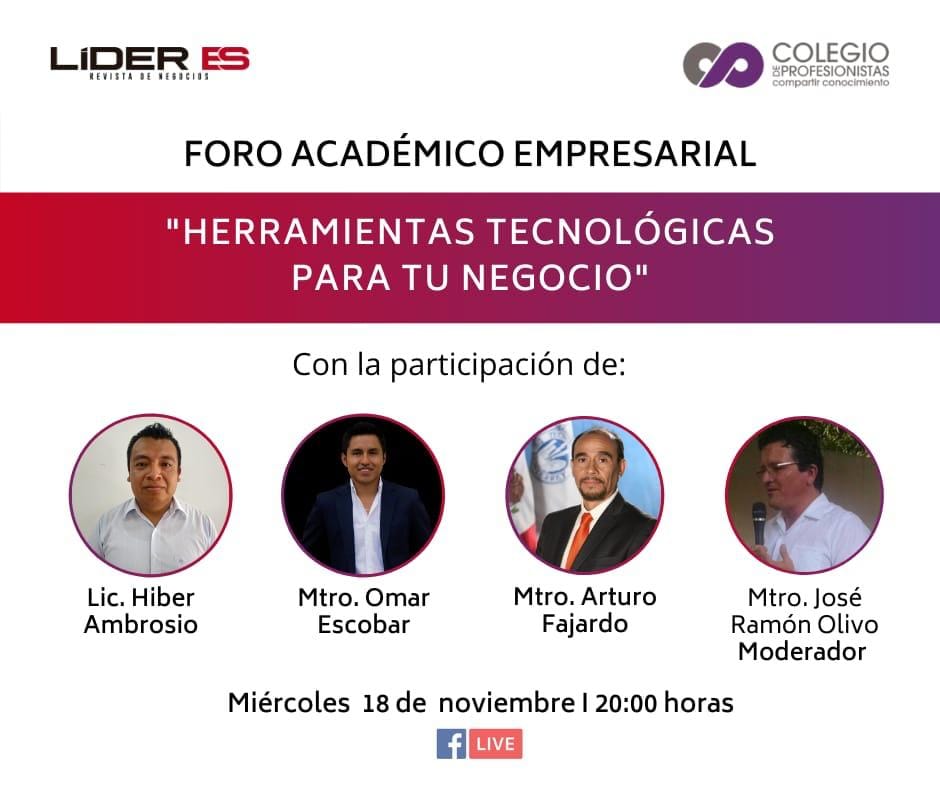 LÍDER ES
REVISTA DE NEGOCIOS
COLEGIO
DE PROFESIONISTAS
compartir conocimiento
FORO ACADÉMICO EMPRESARIAL
"HERRAMIENTAS TECNOLÓGICAS
PARA TU NEGOCIO"
Con la participación de:
Lic. Hiber
Ambrosio
Mtro. Omar
Escobar
Mtro. Arturo
Fajardo
Mtro. José
Ramón Olivo
Moderador
Miércoles 18 de noviembre I 20:00 horas
f LIVE